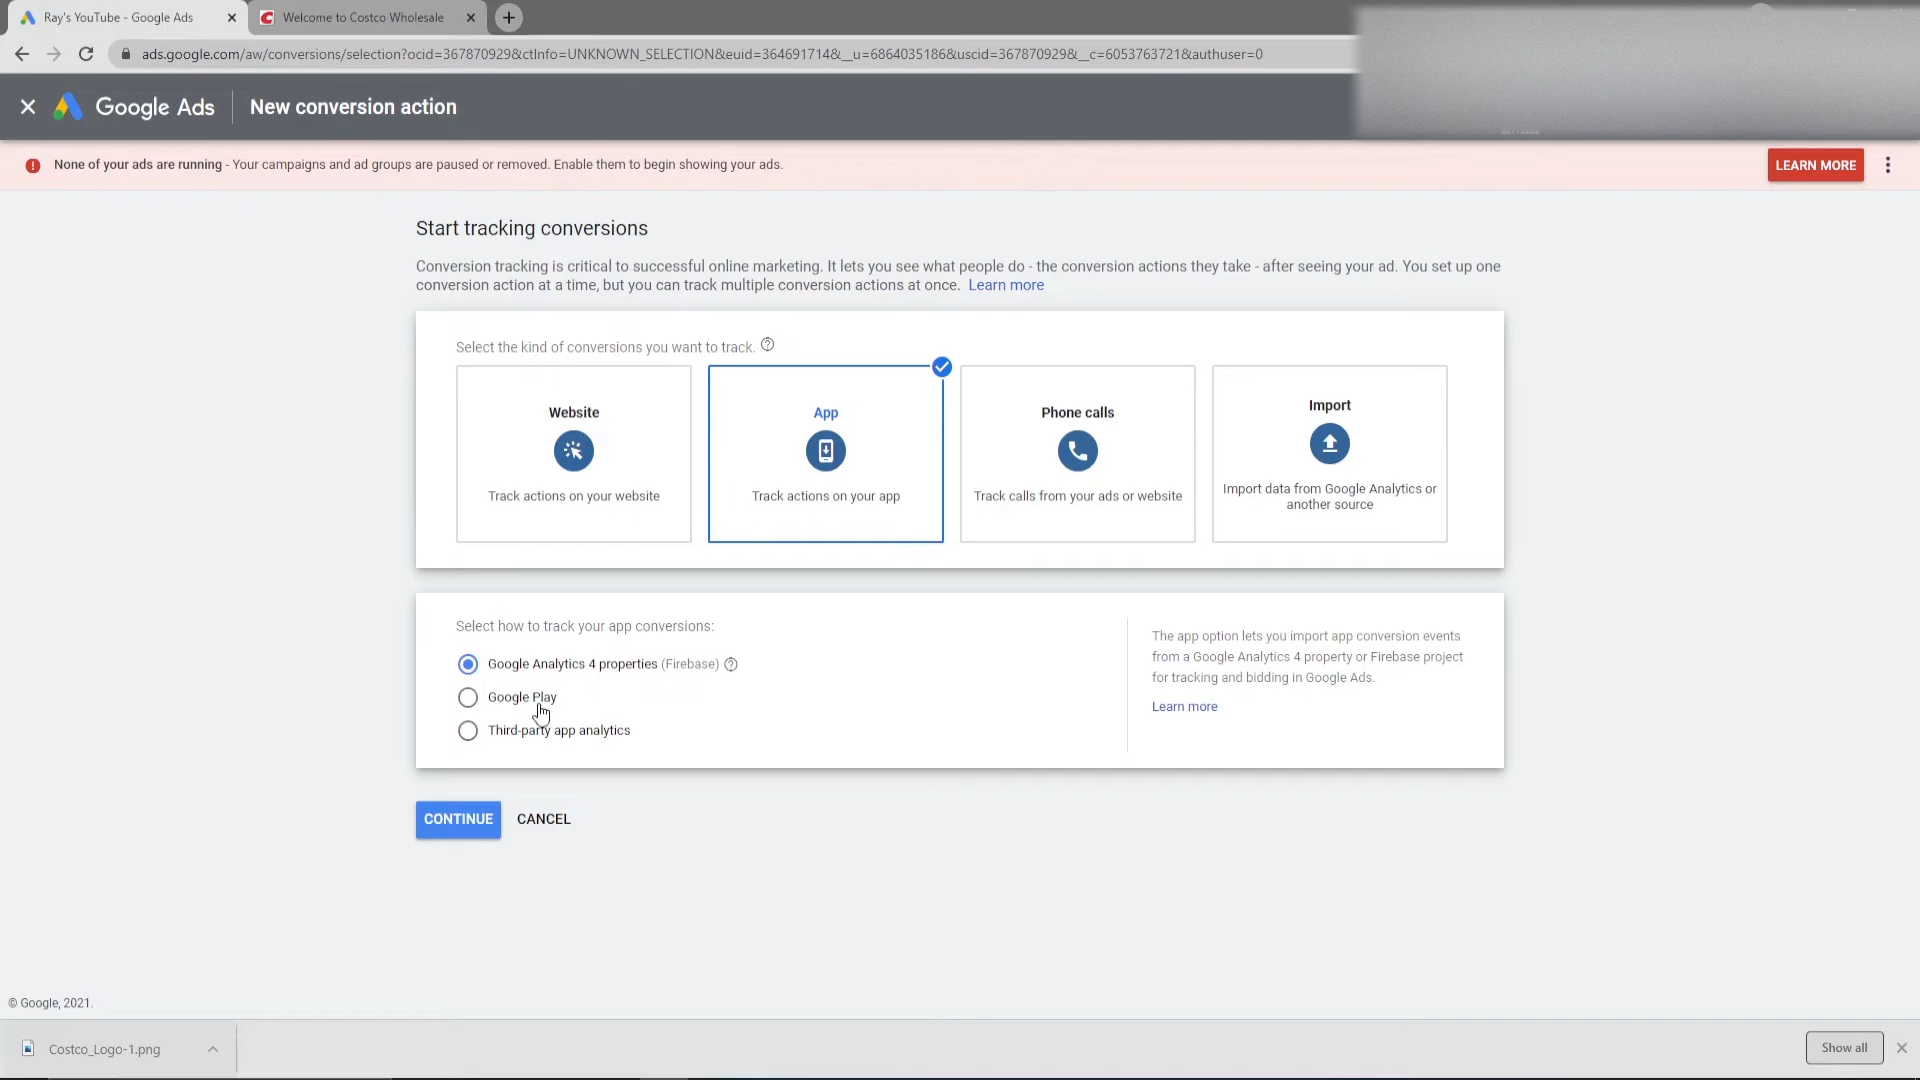 Ray's YouTube - Google Ads
Welcome to Costco Wholesale
ads.google.com/aw/conversions/selection?ocid=367870929&ctInfo=UNKNOWN_SELECTION&euid=364691714&__u=6864035186&uscid=367870929&__c=6053763721&authuser=0
Google Ads
New conversion action
None of your ads are running - Your campaigns and ad groups are paused or removed. Enable them to begin showing your ads.
LEARN MORE
Start tracking conversions
Conversion tracking is critical to successful online marketing. It lets you see what people do - the conversion actions they take - after seeing your ad. You set up one
conversion action at a time, but you can track multiple conversion actions at once. Learn more
Select the kind of conversions you want to track.
Website
Track actions on your website
App
Track actions on your app
Phone calls
Track calls from your ads or website
Import
Import data from Google Analytics or
another source
Select how to track your app conversions:
Google Analytics 4 properties (Firebase)
Google Play
Third-party app analytics
The app option lets you import app conversion events
from a Google Analytics 4 property or Firebase project
for tracking and bidding in Google Ads.
Learn more
CONTINUE
CANCEL
© Google, 2021.
Costco_Logo-1.png
Show all